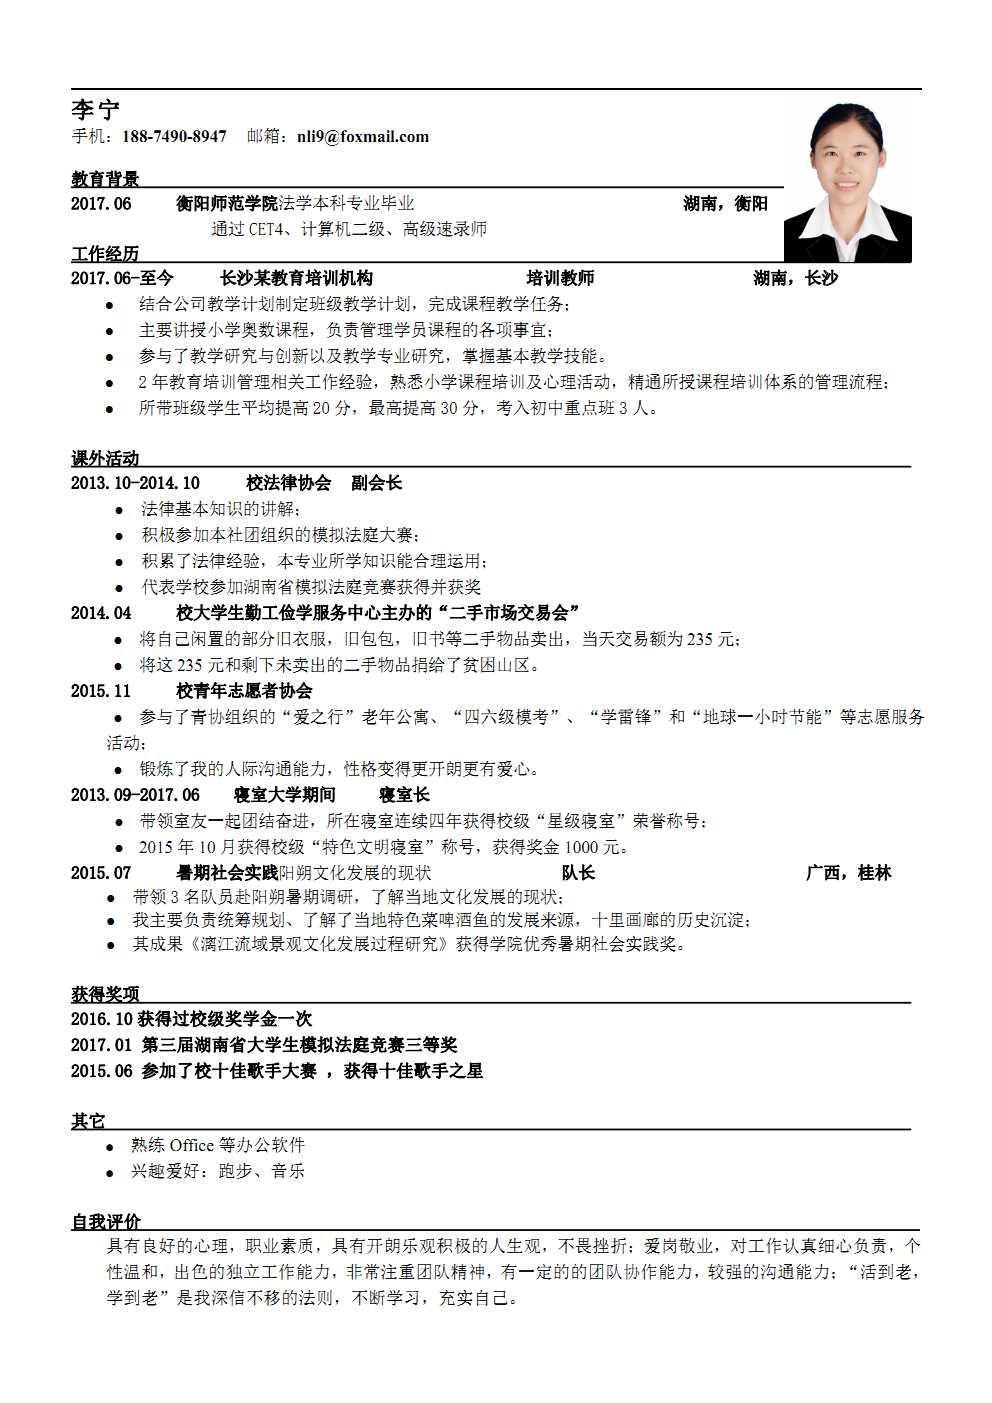 李宁
手机：188-7490-8947 邮箱：nli9@foxmail.com
教育背景
2017.06 衡阳师范学院法学本科专业毕业 湖南，衡阳
通过CET4、计算机二级、高级速录师
工作经历
2017.06-至今 长沙某教育培训机构 培训教师 湖南，长沙
● 结合公司教学计划制定班级教学计划，完成课程教学任务；
● 主要讲授小学奥数课程，负责管理学员课程的各项事宜；
● 参与了教学研究与创新以及教学专业研究，掌握基本教学技能。
● 2年教育培训管理相关工作经验，熟悉小学课程培训及心理活动，精通所授课程培训体系的管理流程；
● 所带班级学生平均提高20分，最高提高30分，考入初中重点班3人。
课外活动
2013.10-2014.10 校法律协会 副会长
● 法律基本知识的讲解；
● 积极参加本社团组织的模拟法庭大赛；
● 积累了法律经验，本专业所学知识能合理运用；
● 代表学校参加湖南省模拟法庭竞赛获得并获奖
2014.04 校大学生勤工俭学服务中心主办的“二手市场交易会”
● 将自己闲置的部分旧衣服，旧包包，旧书等二手物品卖出，当天交易额为235元；
● 将这235元和剩下未卖出的二手物品捐给了贫困山区。
2015.11 校青年志愿者协会
● 参与了青协组织的“爱之行”老年公寓、“四六级模考”、“学雷锋”和“地球一小时节能”等志愿服务
活动；
● 锻炼了我的人际沟通能力，性格变得更开朗更有爱心。
2013.09-2017.06 寝室大学期间 寝室长
● 带领室友一起团结奋进，所在寝室连续四年获得校级“星级寝室”荣誉称号；
● 2015年10月获得校级“特色文明寝室”称号，获得奖金1000元。
2015.07 暑期社会实践阳朔文化发展的现状 队长 广西，桂林
● 带领3名队员赴阳朔暑期调研，了解当地文化发展的现状；
● 我主要负责统筹规划、了解了当地特色菜啤酒鱼的发展来源，十里画廊的历史沉淀；
● 其成果《漓江流域景观文化发展过程研究》获得学院优秀暑期社会实践奖。
获得奖项
2016.10获得过校级奖学金一次
2017.01 第三届湖南省大学生模拟法庭竞赛三等奖
2015.06 参加了校十佳歌手大赛 ，获得十佳歌手之星
其它
● 熟练Office等办公软件
● 兴趣爱好：跑步、音乐
自我评价
具有良好的心理，职业素质，具有开朗乐观积极的人生观，不畏挫折；爱岗敬业，对工作认真细心负责，个
性温和，出色的独立工作能力，非常注重团队精神，有一定的的团队协作能力，较强的沟通能力；“活到老，
学到老”是我深信不移的法则，不断学习，充实自己。